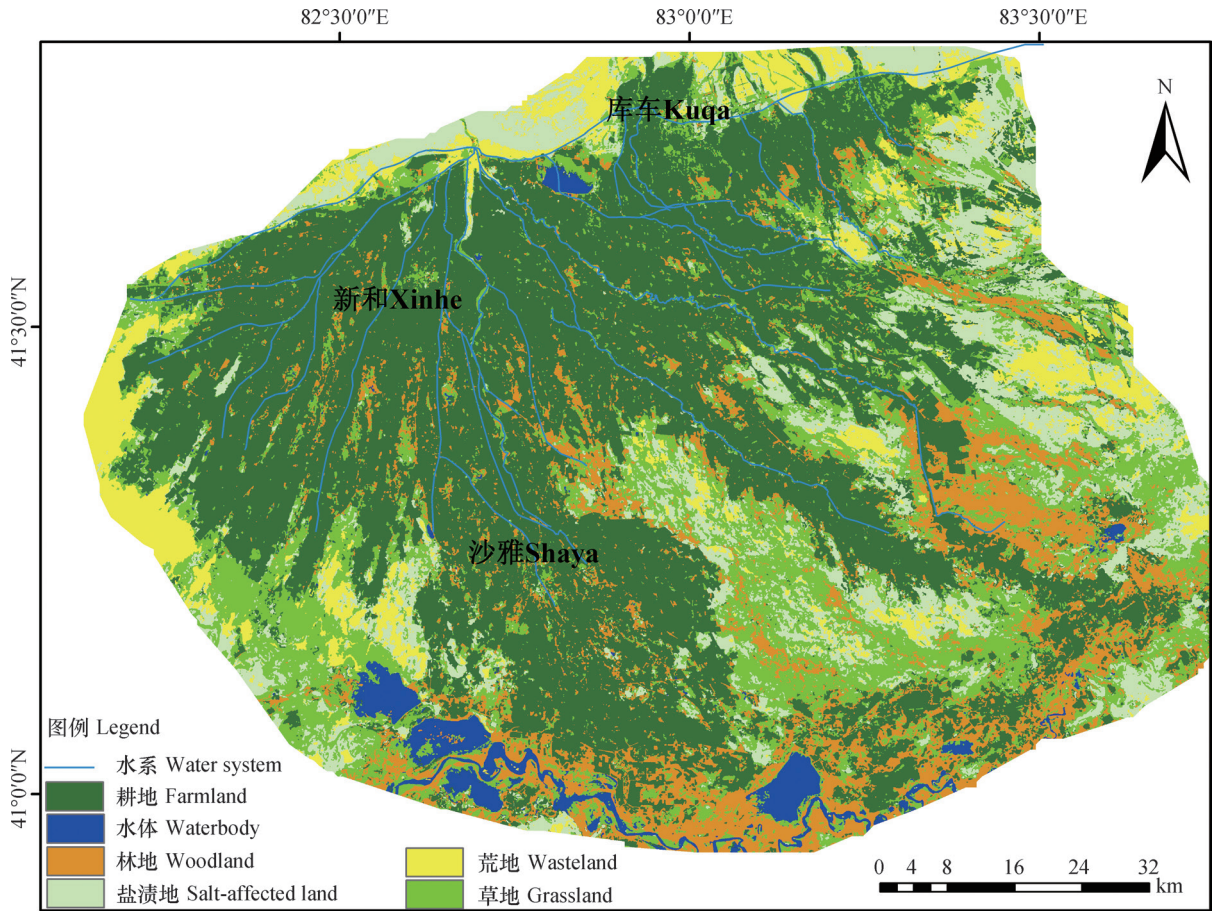 82°30′0″E 83°0′0″E 83°30′0″E
N
库车Kuqa
新和Xinhe
41°30′0″N
沙雅Shaya
41°0′0″N
图例 Legend
水系 Water system
耕地 Farmland
水体 Waterbody
林地 Woodland
盐渍地 Salt-affected land
荒地 Wasteland
草地 Grassland
0 4 8 16 24 32
km